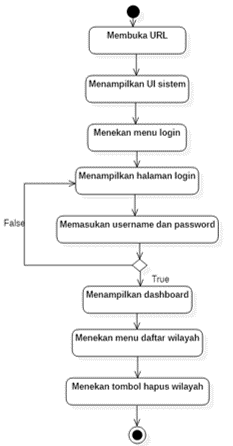 Membuka URL
Menampilkan UI sistem
Menekan menu login
Menampilkan halaman login
Memasukan username dan password
False
True
Menampilkan dashboard
Menekan menu daftar wilayah
Menekan tombol hapus wilayah